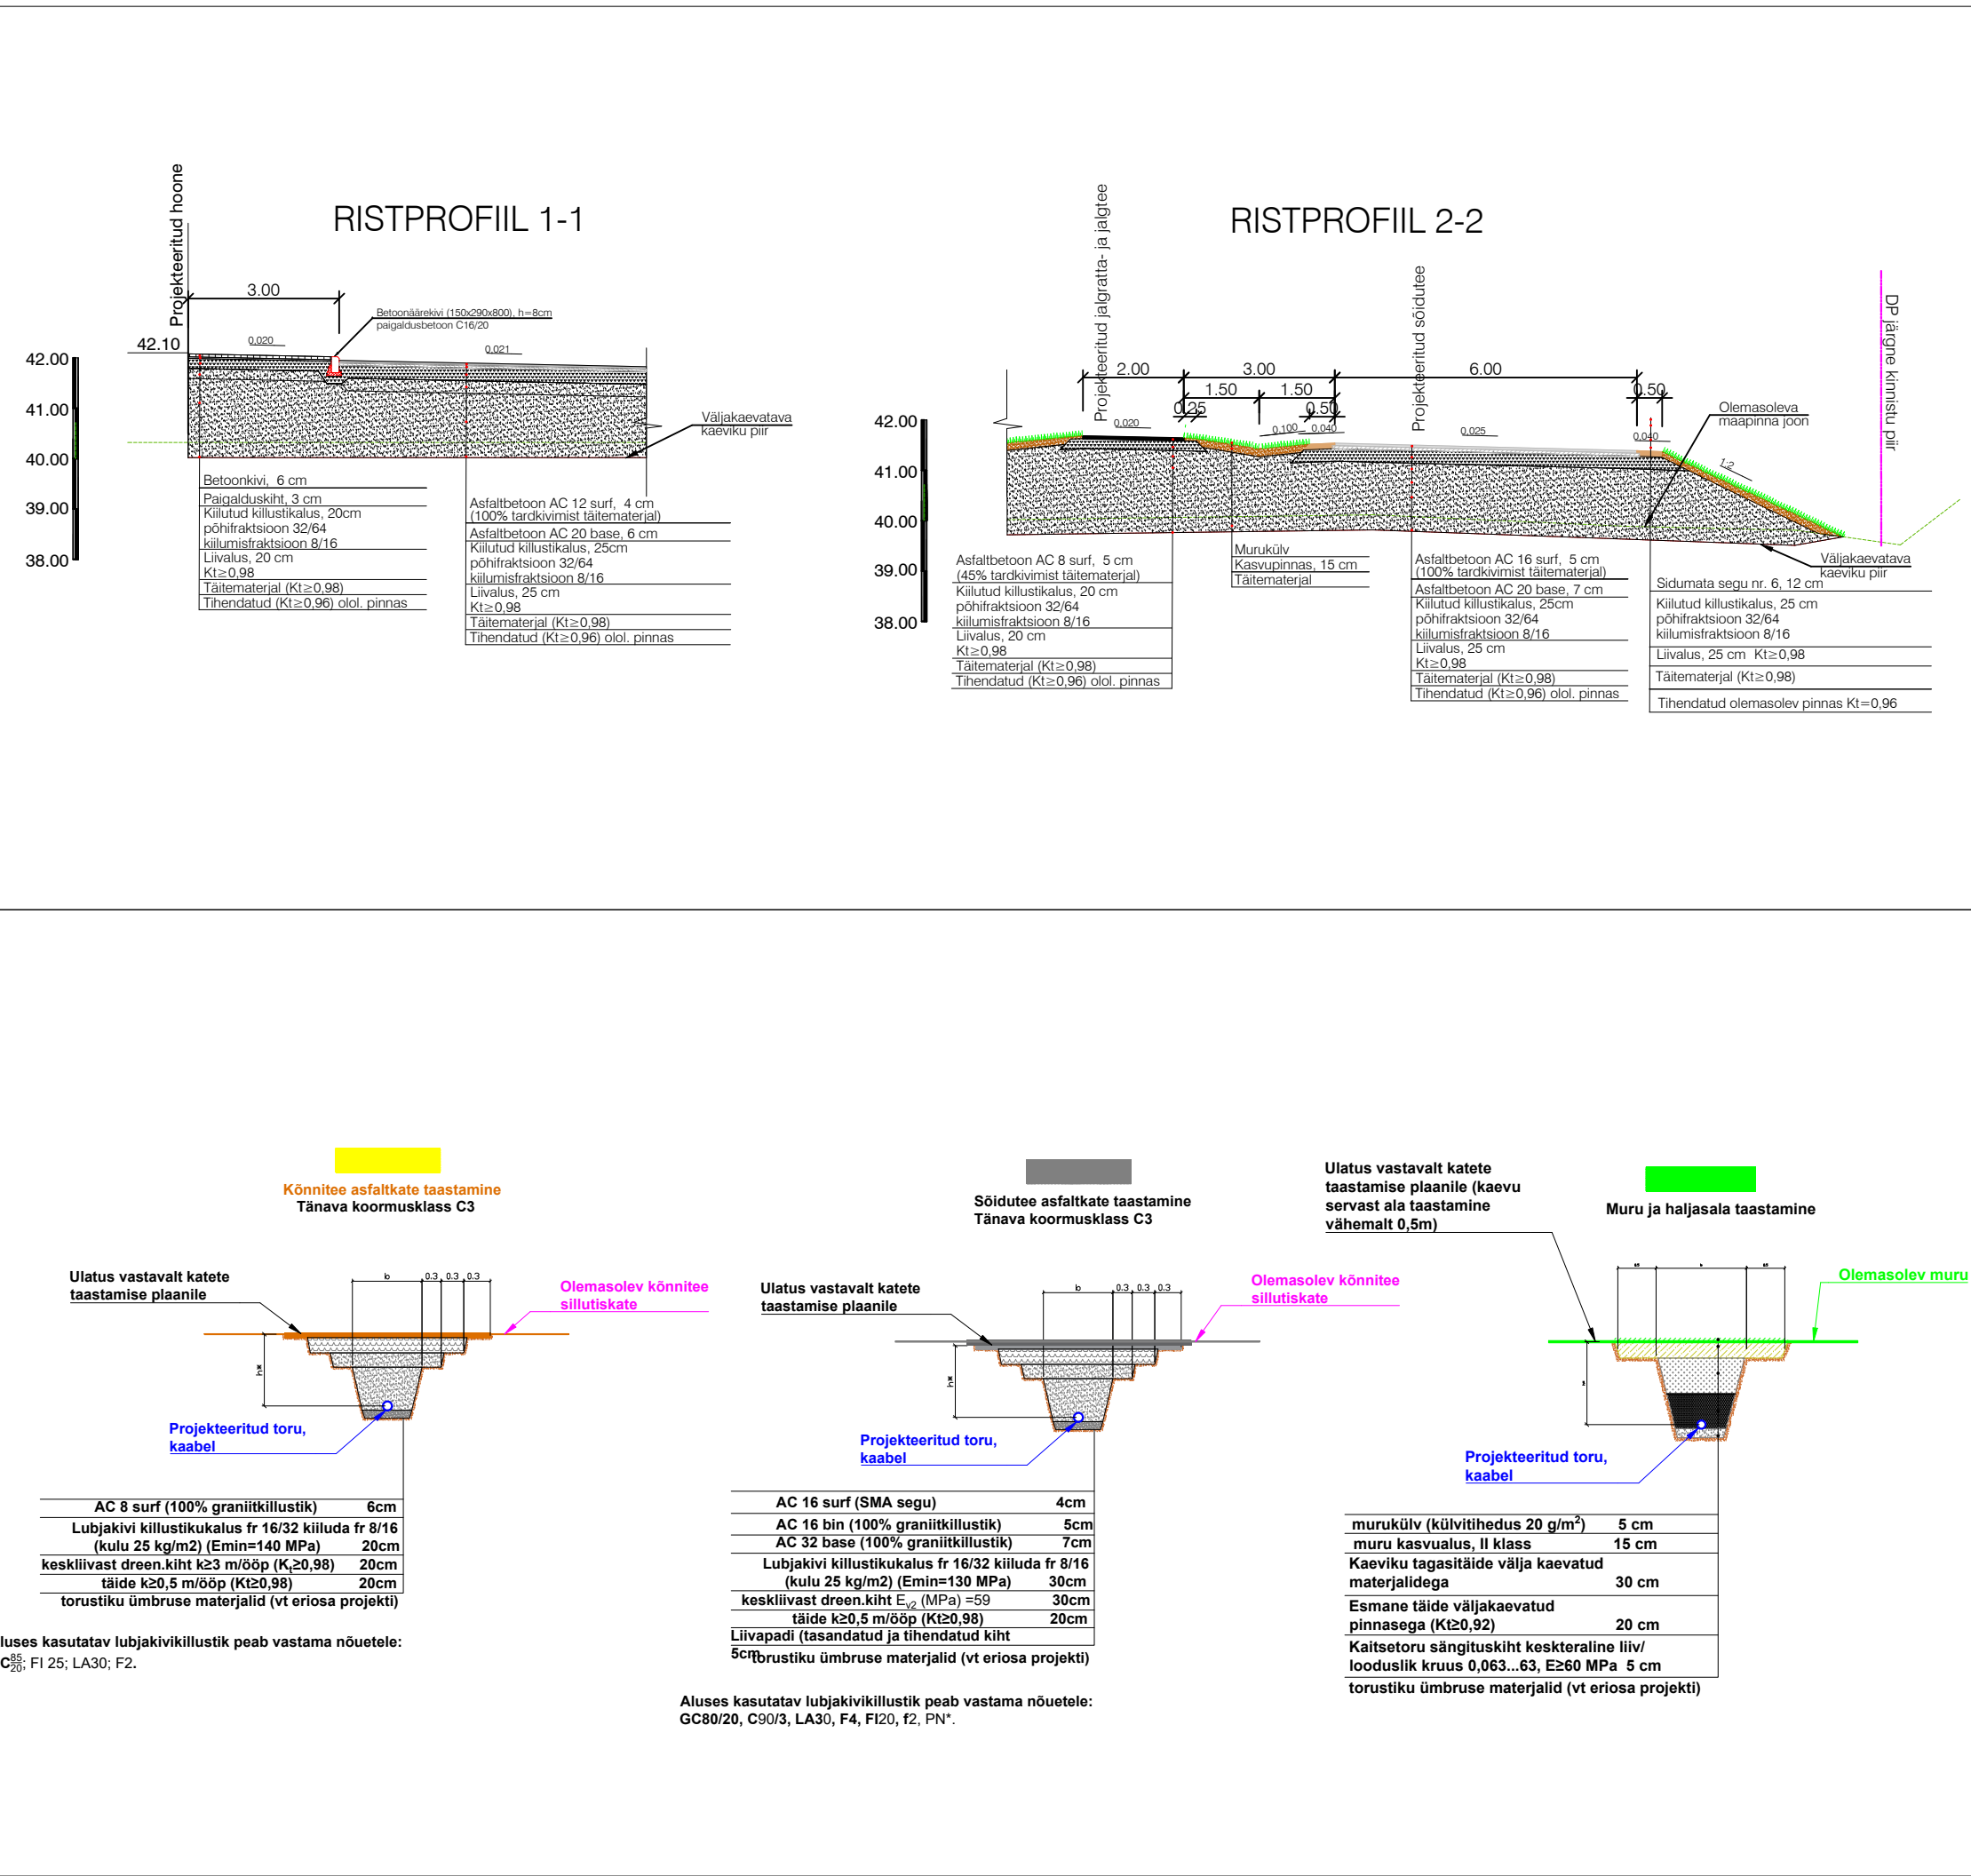 RISTPROFIIL 1-1
Projekteeritud hoone
3.00
Betoonäärekivi (150x290x800), h=8cm
paigaldusbetoon C16/20
42.10
0.020
0.021
42.00
41.00
40.00
39.00
38.00
Väljakaevatava
kaeviku piir
Betoonkivi, 6 cm
Paigalduskiht, 3 cm
Kiilutud killustikalus, 20cm
põhifraktsioon 32/64
kiilumisfraktsioon 8/16
Liivalus, 20 cm
Kt≥0,98
Täitematerjal (Kt≥0,98)
Tihendatud (Kt≥0,96) olol. pinnas
Asfaltbetoon AC 12 surf, 4 cm
(100% tardkivimist täitematerjal)
Asfaltbetoon AC 20 base, 6 cm
Kiilutud killustikalus, 25cm
põhifraktsioon 32/64
kiilumisfraktsioon 8/16
Liivalus, 25 cm
Kt≥0,98
Täitematerjal (Kt≥0,98)
Tihendatud (Kt≥0,96) olol. pinnas
RISTPROFIIL 2-2
Projekteeritud jalgratta- ja jalgtee
Projekteeritud sõidutee
DP järgne kinnistu piir
2.00
3.00
6.00
1.50
1.50
0.50
0.25
0.50
0.020
0.100
0.040
0.025
0.040
1:2
42.00
41.00
40.00
39.00
38.00
Olemasoleva
maapinna joon
Väljakaevatava
kaeviku piir
Asfaltbetoon AC 8 surf, 5 cm
(45% tardkivimist täitematerjal)
Kiilutud killustikalus, 20 cm
põhifraktsioon 32/64
kiilumisfraktsioon 8/16
Liivalus, 20 cm
Kt≥0,98
Täitematerjal (Kt≥0,98)
Tihendatud (Kt≥0,96) olol. pinnas
Murukülv
Kasvupinnas, 15 cm
Täitematerjal
Asfaltbetoon AC 16 surf, 5 cm
(100% tardkivimist täitematerjal)
Asfaltbetoon AC 20 base, 7 cm
Kiilutud killustikalus, 25cm
põhifraktsioon 32/64
kiilumisfraktsioon 8/16
Liivalus, 25 cm
Kt≥0,98
Täitematerjal (Kt≥0,98)
Tihendatud (Kt≥0,96) olol. pinnas
Sidumata segu nr. 6, 12 cm
Kiilutud killustikalus, 25 cm
põhifraktsioon 32/64
kiilumisfraktsioon 8/16
Liivalus, 25 cm Kt≥0,98
Täitematerjal (Kt≥0,98)
Tihendatud olemasolev pinnas Kt=0,96
Kõnnitee asfaltkate taastamine
Tänava koormusklass C3
Ulatus vastavalt katete
taastamise plaanile
b 0.3 0.3 0.3
h*
Olemasolev kõnnitee
sillutiskate
Projekteeritud toru,
kaabel
AC 8 surf (100% graniitkillustik) 6cm
Lubjakivi killustikukalus fr 16/32 kiiluda fr 8/16
(kulu 25 kg/m2) (Emin=140 MPa) 20cm
keskliivast dreen.kiht k≥3 m/ööp (Kt≥0,98) 20cm
täide k≥0,5 m/ööp (Kt≥0,98) 20cm
torustiku ümbruse materjalid (vt eriosa projekti)
luses kasutatav lubjakivikillustik peab vastama nõuetele:
C85/20; FI 25; LA30; F2.
Sõidutee asfaltkate taastamine
Tänava koormusklass C3
Ulatus vastavalt katete
taastamise plaanile
b 0.3 0.3 0.3
h*
Olemasolev kõnnitee
sillutiskate
Projekteeritud toru,
kaabel
AC 16 surf (SMA segu) 4cm
AC 16 bin (100% graniitkillustik) 5cm
AC 32 base (100% graniitkillustik) 7cm
Lubjakivi killustikukalus fr 16/32 kiiluda fr 8/16
(kulu 25 kg/m2) (Emin=130 MPa) 30cm
keskliivast dreen.kiht Ev2 (MPa) =59 30cm
täide k≥0,5 m/ööp (Kt≥0,98) 20cm
Liivapadi (tasandatud ja tihendatud kiht
5cm
torustiku ümbruse materjalid (vt eriosa projekti)
Aluses kasutatav lubjakivikillustik peab vastama nõuetele:
GC80/20, C90/3, LA30, F4, FI20, f2, PN*.
Ulatus vastavalt katete
taastamise plaanile (kaevu
servast ala taastamine
vähemalt 0,5m)
Muru ja haljasala taastamine
Olemasolev muru
Projekteeritud toru,
kaabel
murukülv (külvitihedus 20 g/m²) 5 cm
muru kasvualus, II klass 15 cm
Kaeviku tagasitäide välja kaevatud
materjalidega 30 cm
Esmane täide väljakaevatud
pinnasega (Kt≥0,92) 20 cm
Kaitsetoru sängituskiht keskteraline liiv/
looduslik kruus 0,063...63, E≥60 MPa 5 cm
torustiku ümbruse materjalid (vt eriosa projekti)